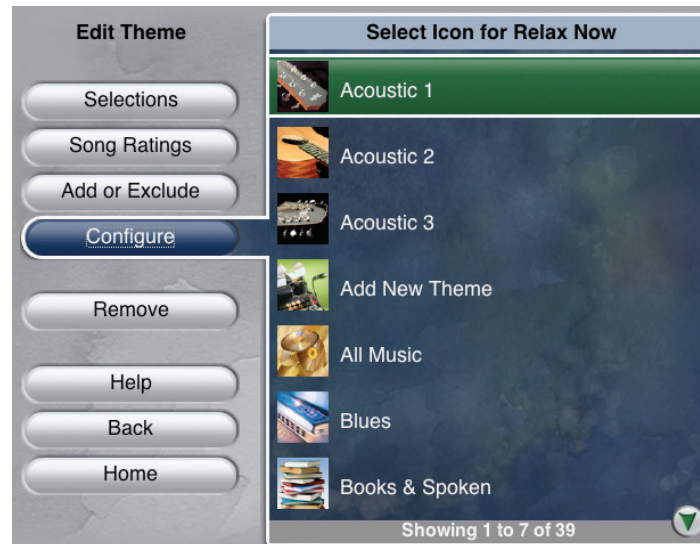 Edit Theme
Selections
Song Ratings
Add or Exclude
Configure
Remove
Help
Back
Home
Select Icon for Relax Now
Acoustic 1
Acoustic 2
Acoustic 3
Add New Theme
All Music
Blues
Books & Spoken
Showing 1 to 7 of 39